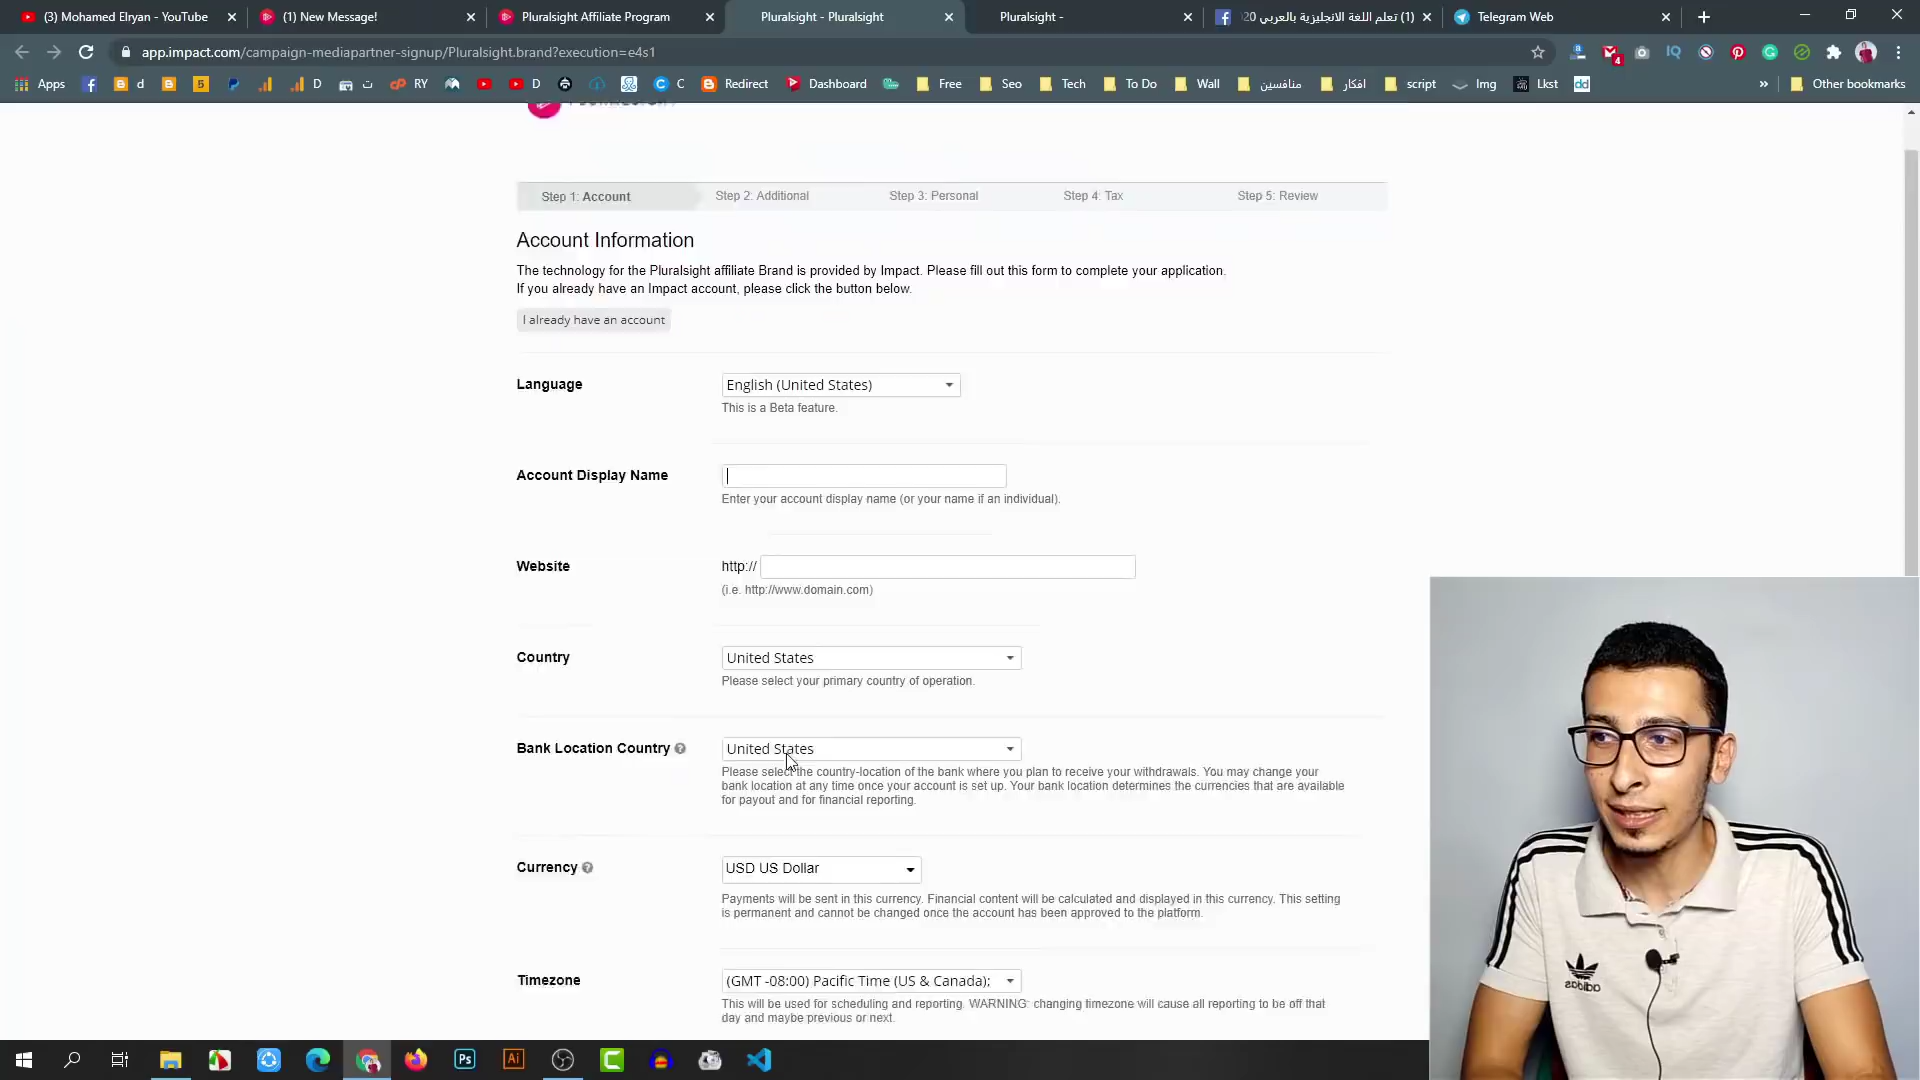 (3) Mohamed Elryan - YouTube
(1) New Message!
Pluralsight Affiliate Program
Pluralsight - Pluralsight
Pluralsight -
(1) تعلم اللغة الانجليزية بالعربي 20
Telegram Web
app.impact.com/campaign-mediapartner-signup/Pluralsight.brand?execution=e4s1
4
Apps
d
5
D
ت
RY
D
C
Redirect
Dashboard
Free
Seo
Tech
To Do
Wall
منافسين
افكار
script
Img
Lkst
dd
»
Other bookmarks
Step 1: Account
Step 2: Additional
Step 3: Personal
Step 4: Tax
Step 5: Review
Account Information
The technology for the Pluralsight affiliate Brand is provided by Impact. Please fill out this form to complete your application.
If you already have an Impact account, please click the button below.
I already have an account
Language
English (United States)
This is a Beta feature.
Account Display Name
Enter your account display name (or your name if an individual).
Website
http://
(i.e. http://www.domain.com)
Country
United States
Please select your primary country of operation.
Bank Location Country
United States
Please select the country-location of the bank where you plan to receive your withdrawals. You may change your
bank location at any time once your account is set up. Your bank location determines the currencies that are available
for payout and for financial reporting.
Currency
USD US Dollar
Payments will be sent in this currency. Financial content will be calculated and displayed in this currency. This setting
is permanent and cannot be changed once the account has been approved to the platform.
Timezone
(GMT -08:00) Pacific Time (US & Canada);
This will be used for scheduling and reporting. WARNING: changing timezone will cause all reporting to be off that
day and maybe previous or next.
Ps
Ai
C
adidas